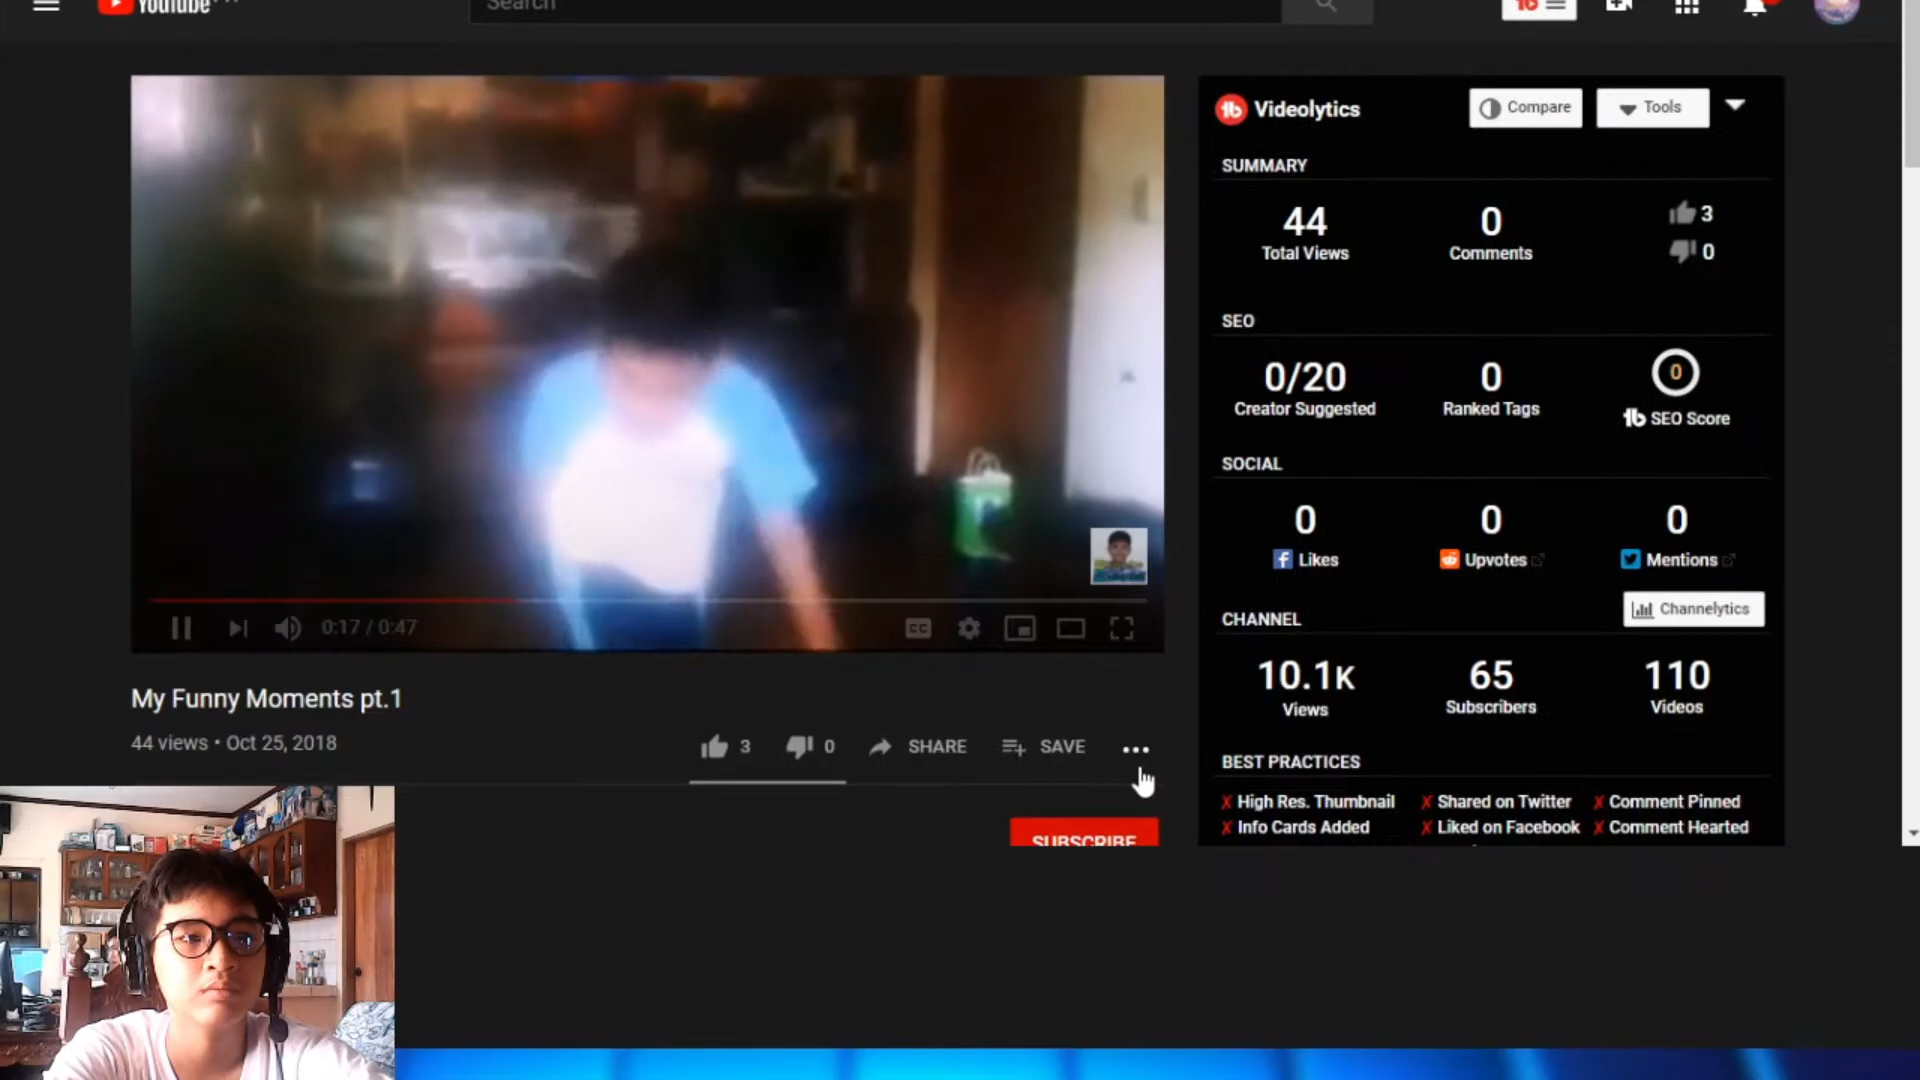 YouTube
Search
Videolytics
Compare
Tools
SUMMARY
44
Total Views
0
Comments
3
0
SEO
0/20
Creator Suggested
0
Ranked Tags
0
SEO Score
SOCIAL
0
Likes
0
Upvotes
0
Mentions
CHANNEL
Channelytics
10.1K
Views
65
Subscribers
110
Videos
BEST PRACTICES
X High Res. Thumbnail
X Shared on Twitter
X Comment Pinned
X Info Cards Added
X Liked on Facebook
X Comment Hearted
0:17 / 0:47
CC
My Funny Moments pt.1
44 views • Oct 25, 2018
3
0
SHARE
SAVE
SUBSCRIBE